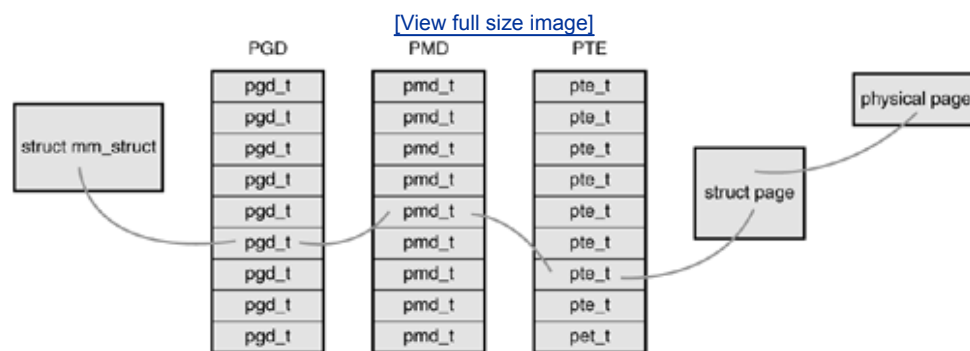 [View full size image]
PGD PMD PTE
pgd_t pmd_t pte_t
pgd_t pmd_t pte_t physical page
struct mm_struct pgd_t pmd_t pte_t
pgd_t pmd_t pte_t struct page
pgd_t pmd_t pte_t
pgd_t pmd_t pte_t
pgd_t pmd_t pte_t
pgd_t pmd_t pte_t
pgd_t pmd_t pet_t